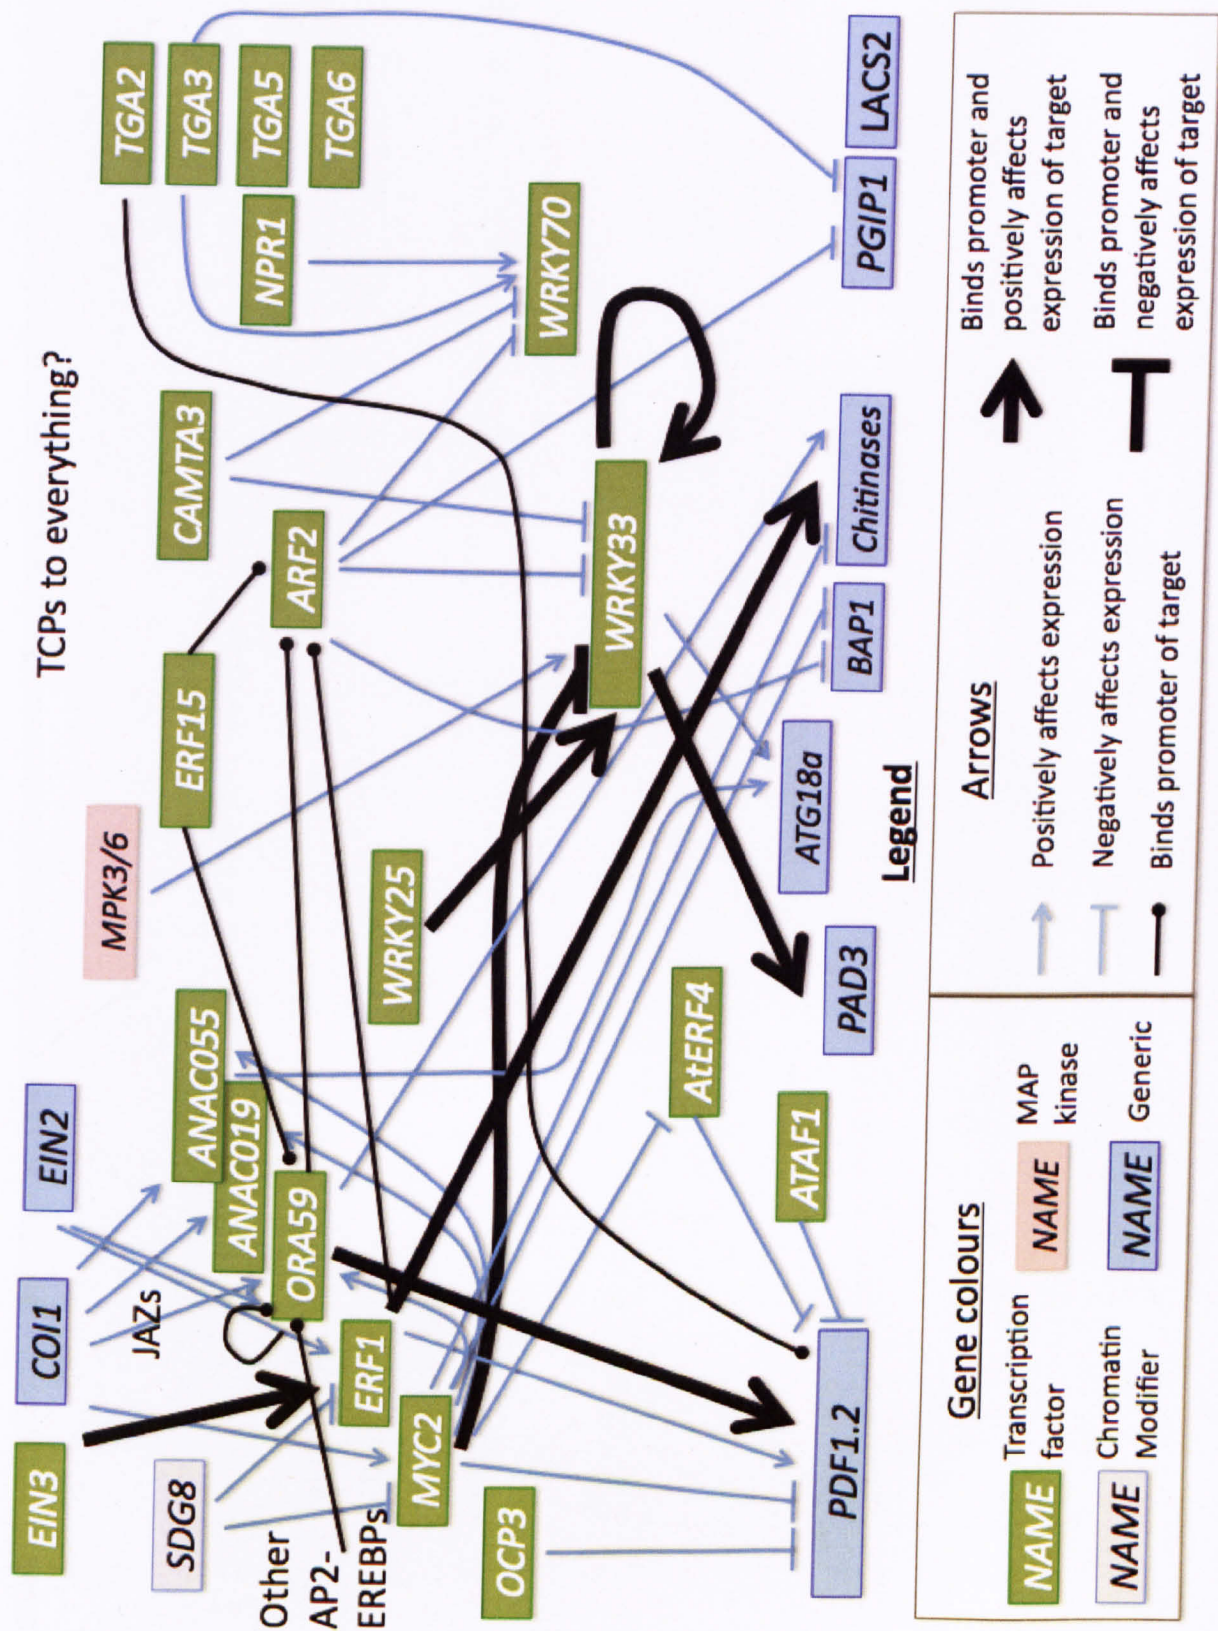 TCPs to everything?
EIN3
COI1
EIN2
MPK3/6
ERF15
CAMTA3
TGA2
TGA3
TGA5
TGA6
NPR1
SDG8
JAZs
ANAC055
ANAC019
ORA59
ARF2
Other
AP2-
EREBPs
ERF1
MYC2
WRKY25
WRKY70
OCP3
WRKY33
AtERF4
ATAF1
PDF1.2
PAD3
ATG18a
BAP1
Chitinases
PGIP1
LACS2
Legend
Gene colours
NAME
Transcription
factor
NAME
MAP
kinase
NAME
Chromatin
Modifier
NAME
Generic
Arrows
Positively affects expression
Negatively affects expression
Binds promoter of target
Binds promoter and
positively affects
expression of target
Binds promoter and
negatively affects
expression of target